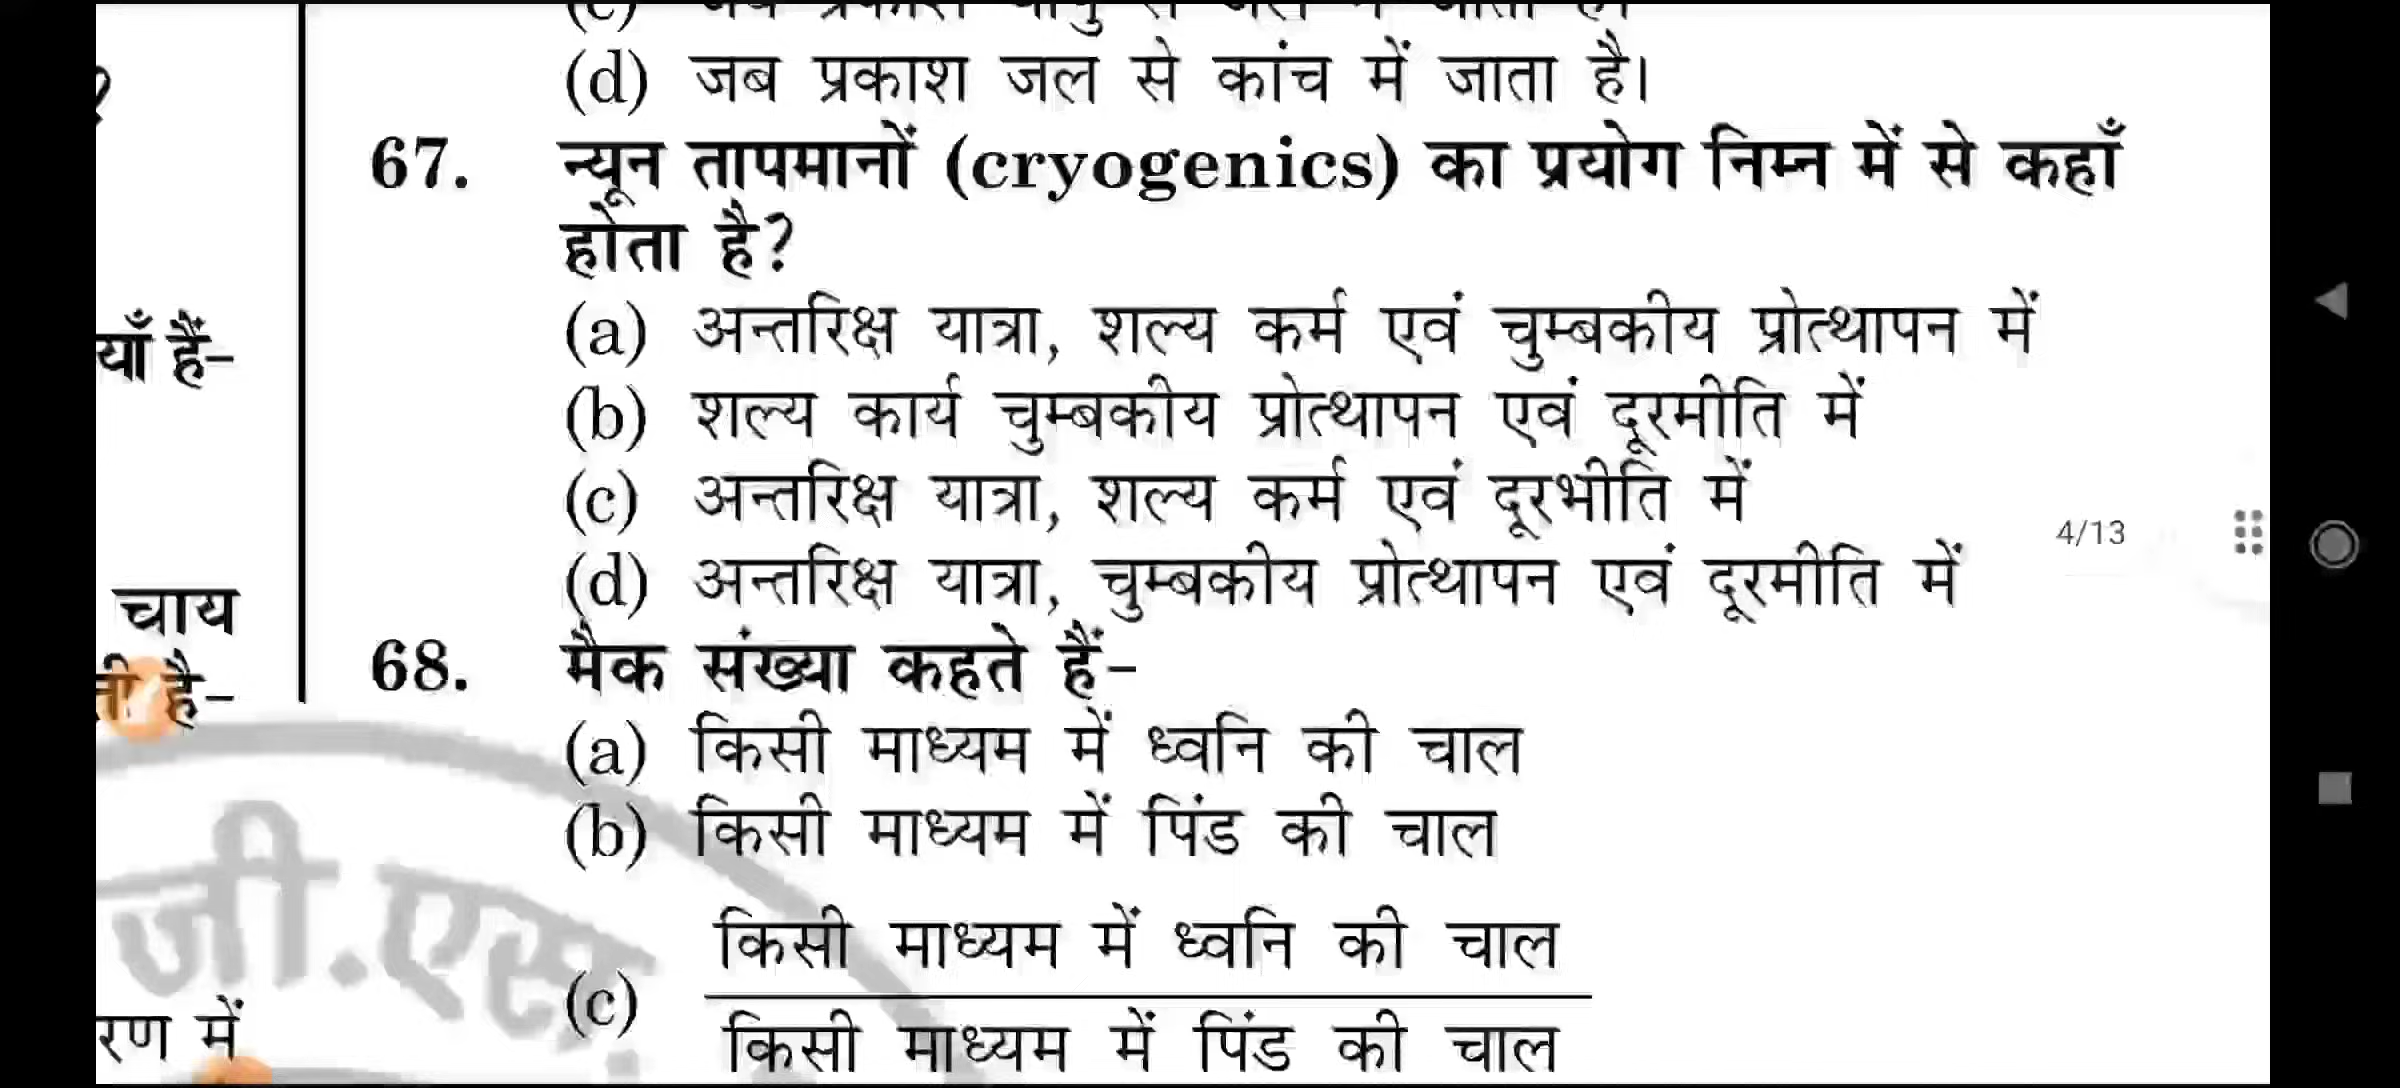 (d) जब प्रकाश जल से कांच में जाता है।
67. न्यून तापमानों (cryogenics) का प्रयोग निम्न में से कहाँ
होता है?
(a) अन्तरिक्ष यात्रा, शल्य कर्म एवं चुम्बकीय प्रोत्थापन में
याँ हैं-
(b) शल्य कार्य चुम्बकीय प्रोत्थापन एवं दूरमीति में
(c) अन्तरिक्ष यात्रा, शल्य कर्म एवं दूरभीति में
4/13
(d) अन्तरिक्ष यात्रा, चुम्बकीय प्रोत्थापन एवं दूरमीति में
चाय
68. मैक संख्या कहते हैं-
है-
(a) किसी माध्यम में ध्वनि की चाल
(b) किसी माध्यम में पिंड की चाल
जी.एस.
(c) किसी माध्यम में ध्वनि की चाल
किसी माध्यम में पिंड की चाल
रण में